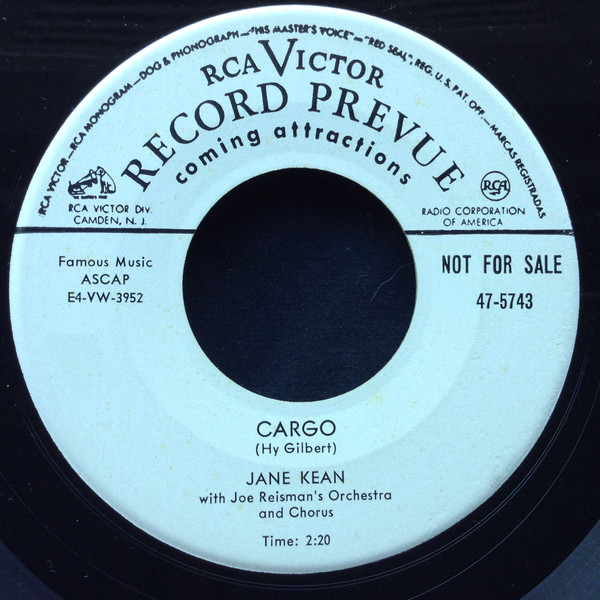 RCA VICTOR—RCA MONOGRAM—DOG & PHONOGRAPH—"HIS MASTER'S VOICE"—"RED SEAL", REG. U. S. PAT. OFF.—MARCAS REGISTRADAS
RCA VICTOR
RECORD PREVUE
coming attractions
RCA VICTOR DIV.
CAMDEN, N. J.
RCA
RADIO CORPORATION
OF AMERICA
Famous Music
ASCAP
E4-VW-3952
NOT FOR SALE
47-5743
CARGO
(Hy Gilbert)
JANE KEAN
with Joe Reisman's Orchestra
and Chorus
Time: 2:20